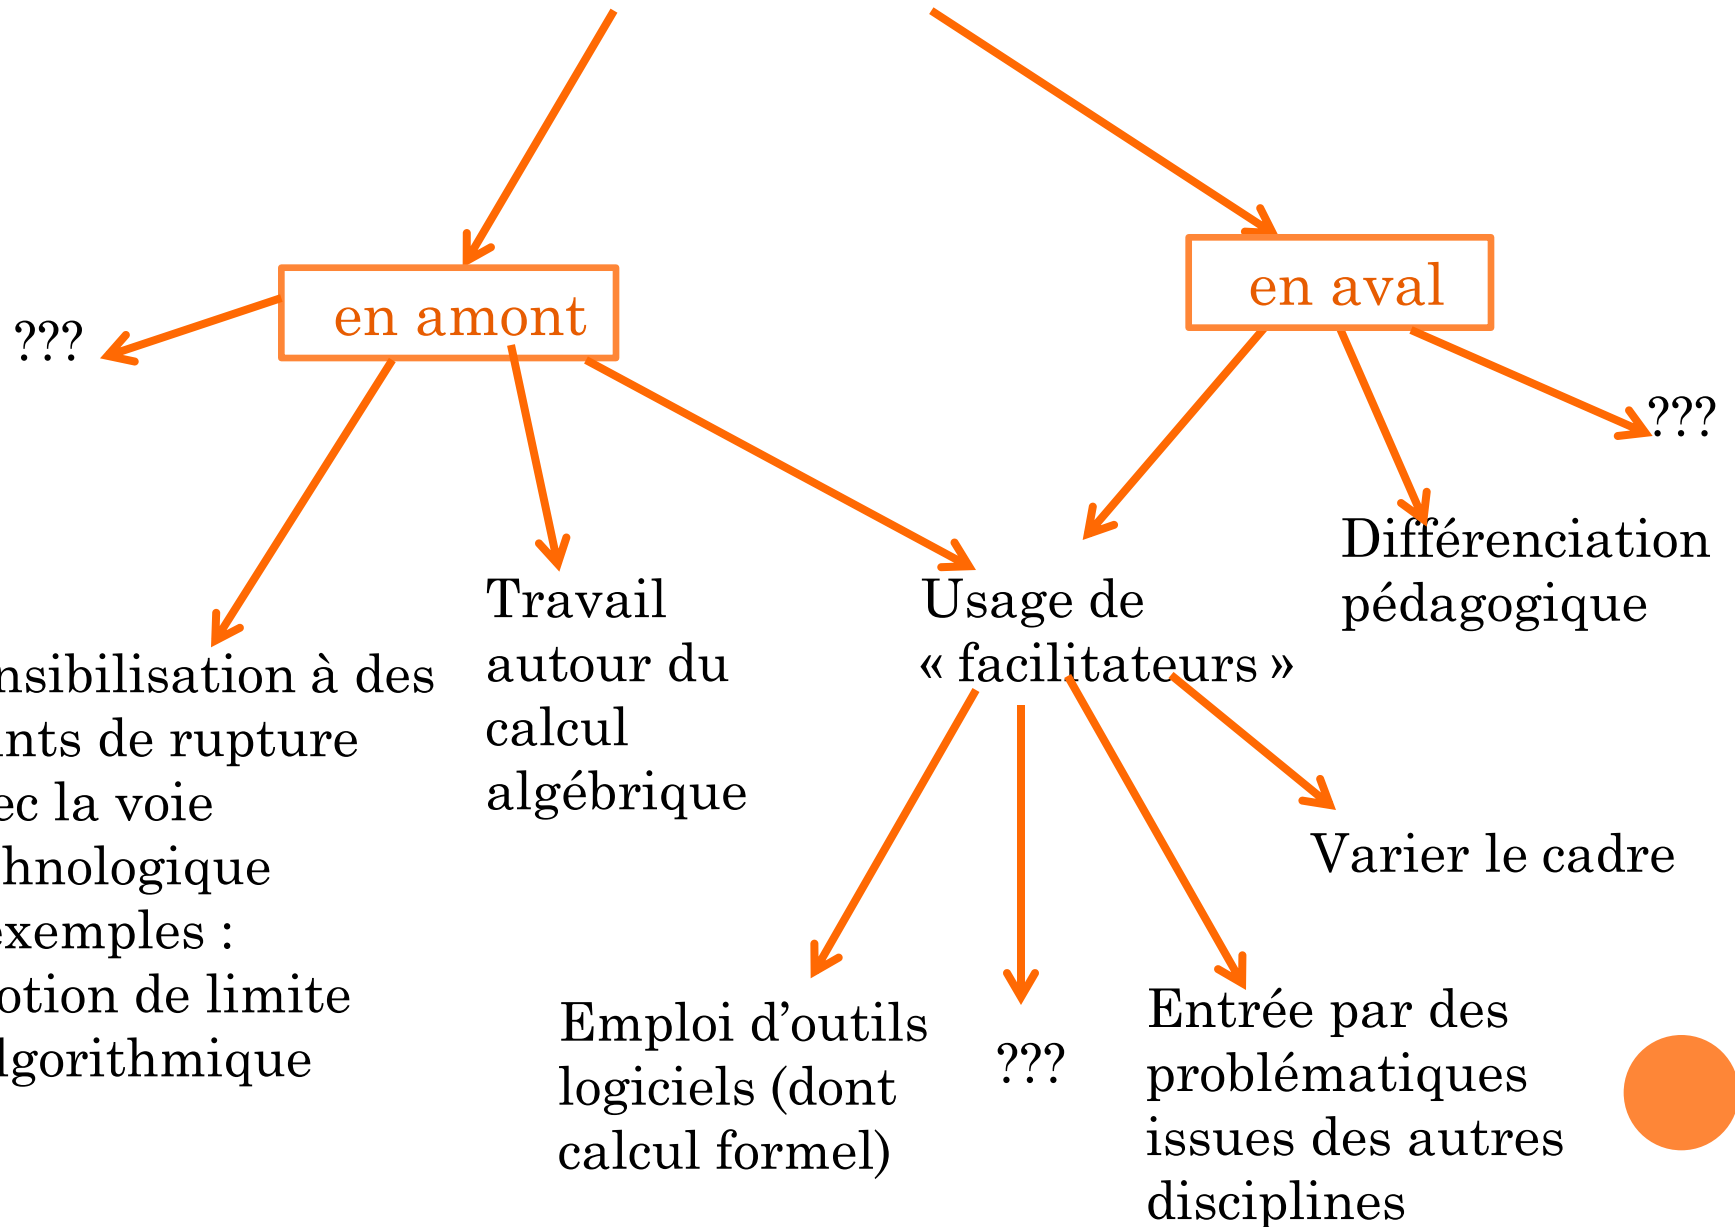 en amont
en aval
???
???
Différenciation
pédagogique
Travail
autour du
calcul
algébrique
Usage de
« facilitateurs »
nsibilisation à des
nts de rupture
ec la voie
hnologique
exemples :
otion de limite
lgorithmique
Varier le cadre
Emploi d’outils
logiciels (dont
calcul formel)
???
Entrée par des
problématiques
issues des autres
disciplines